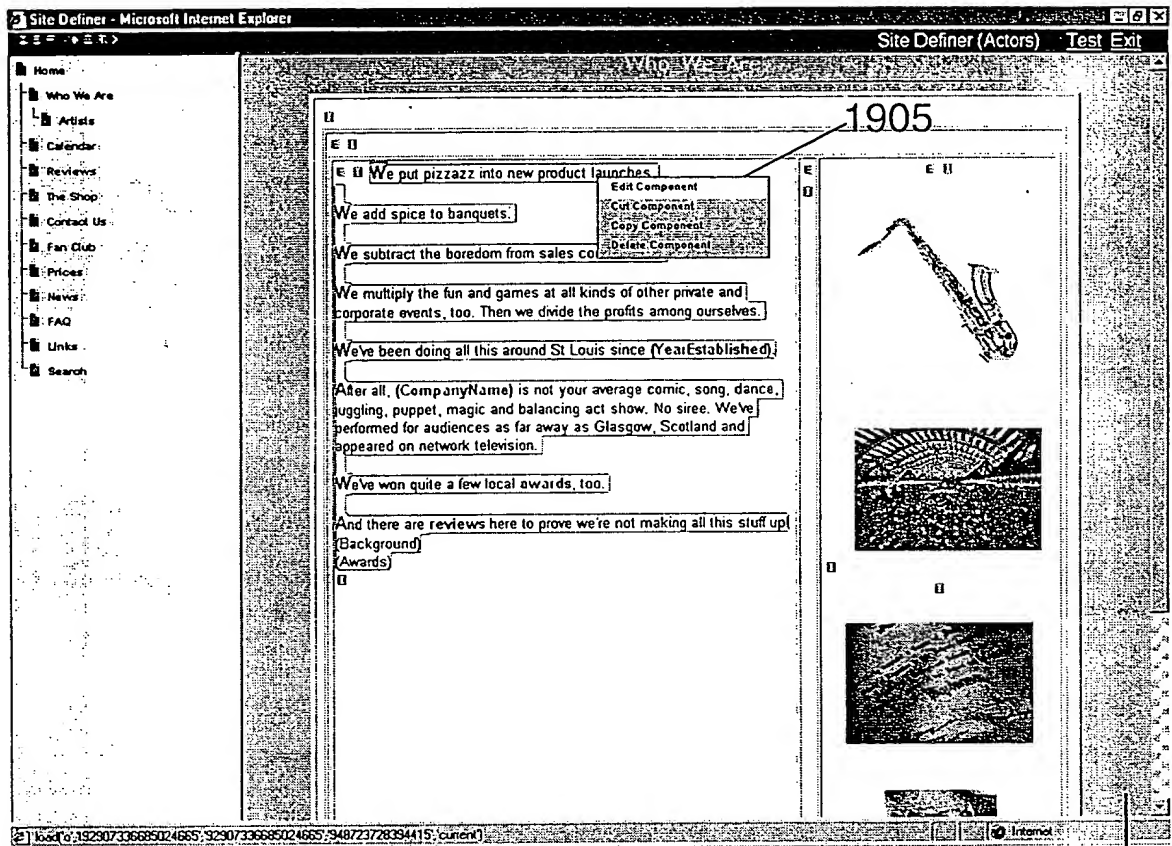 Site Definer - Microsoft Internet Explorer
Site Definer (Actors) Test Exit
Home
Who We Are
Artists
Calendar
Reviews
The Shop
Contact Us
Fan Club
Prices
News
FAQ
Links
Search
Who We Are
1905
E
E
We put pizzazz into new product launches.
Edit Component
Cut Component
Copy Component
Delete Component
We add spice to banquets.
We subtract the boredom from sales
We multiply the fun and games at all kinds of other private and
corporate events, too. Then we divide the profits among ourselves.
We've been doing all this around St Louis since (YearEstablished).
After all, (CompanyName) is not your average comic, song, dance,
juggling, puppet, magic and balancing act show. No siree. We've
performed for audiences as far away as Glasgow, Scotland and
appeared on network television.
We've won quite a few local awards, too.
And there are reviews here to prove we're not making all this stuff up!
(Background)
(Awards)
E
E
Internet